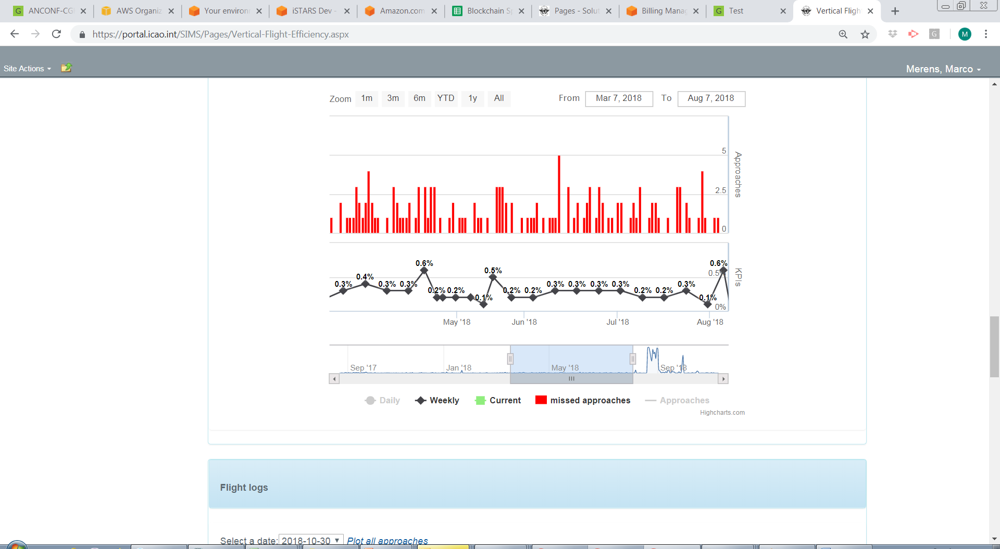 ANCONF-CG
AWS Organiz
Your environ
iSTARS Dev -
Amazon.com
Blockchain Sp
Pages - Solut
Billing Manag
G Test
Vertical Fligh
https://portal.icao.int/SIMS/Pages/Vertical-Flight-Efficiency.aspx
M
Site Actions
Merens, Marco
Zoom 1m 3m 6m YTD 1y All From Mar 7, 2018 To Aug 7, 2018
5
2.5
0
Approaches
0.3% 0.4% 0.3% 0.3% 0.6% 0.2% 0.2% 0.1% 0.5% 0.2% 0.2% 0.3% 0.3% 0.3% 0.3% 0.2% 0.2% 0.3% 0.1% 0.6%
0.5%
0%
KPIs
May '18 Jun '18 Jul '18 Aug '18
Sep '17 Jan '18 May '18 Sep '18
Daily Weekly Current missed approaches Approaches
Highcharts.com
Flight logs
Select a date: 2018-10-30 Plot all approaches